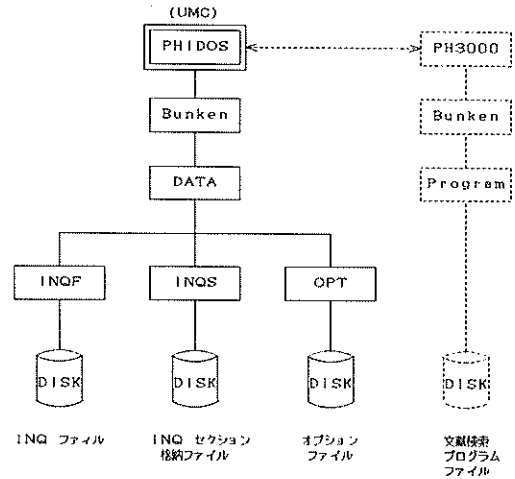 (UMC)
PHIDOS
PH3000
Bunken
Bunken
DATA
Program
INQF
INQS
OPT
DISK
DISK
DISK
DISK
INQ ファイル
INQ セクション
格納ファイル
オプション
ファイル
文献検索
プログラム
ファイル